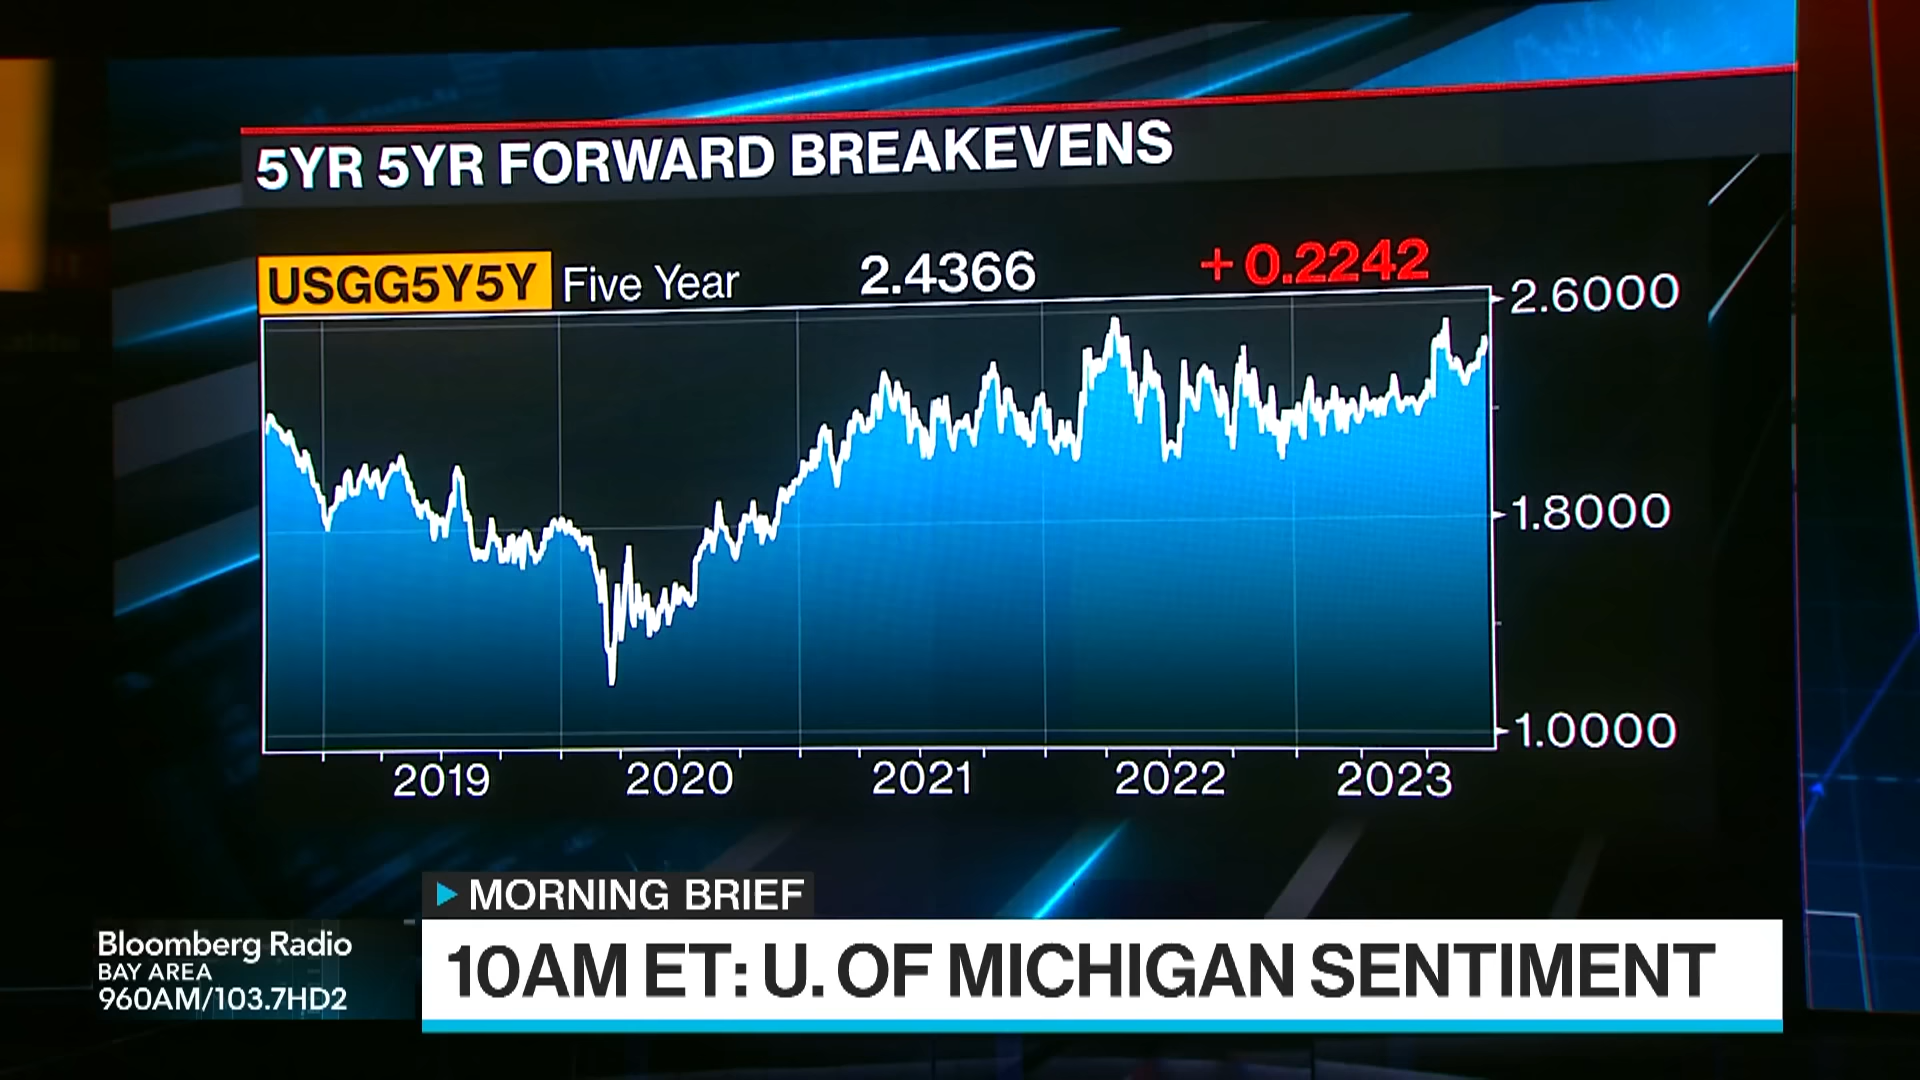 5YR 5YR FORWARD BREAKEVENS
USGG5Y5Y Five Year 2.4366 +0.2242
2.6000
1.8000
1.0000
2019 2020 2021 2022 2023
MORNING BRIEF
10AM ET: U. OF MICHIGAN SENTIMENT
Bloomberg Radio
BAY AREA
960AM/103.7HD2